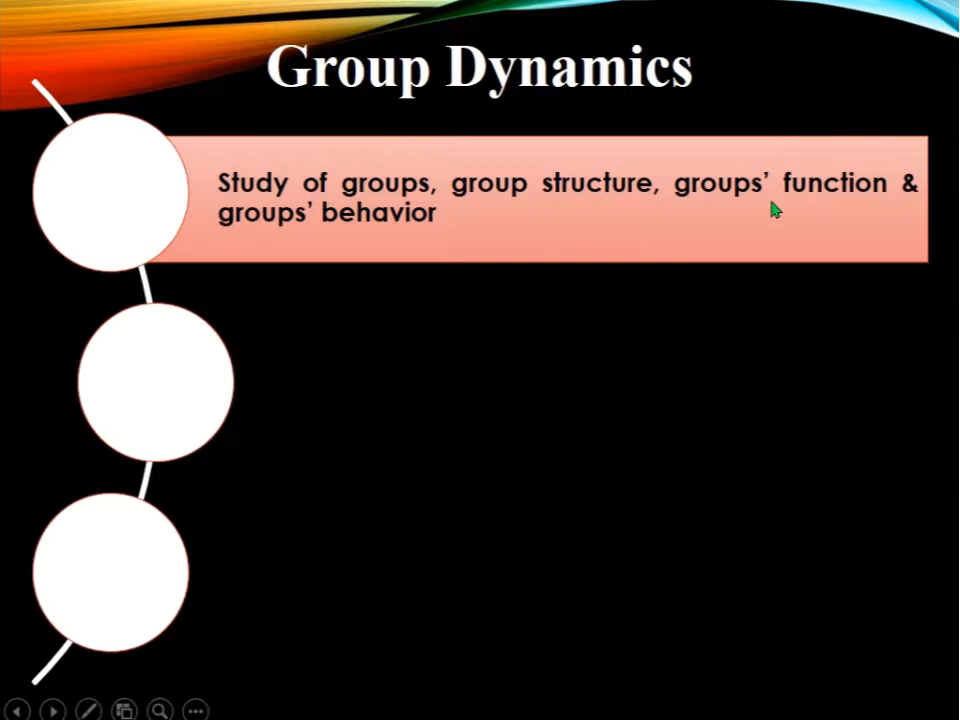 Group Dynamics
Study of groups, group structure, groups’ function &
groups’ behavior